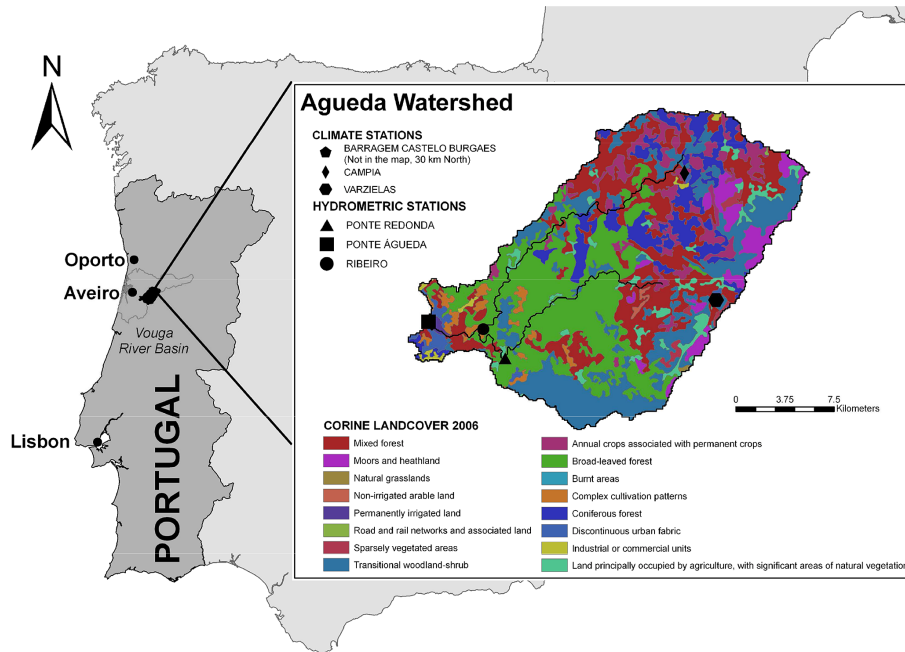 N
Oporto
Aveiro
Vouga
River Basin
Lisbon
PORTUGAL
Agueda Watershed
CLIMATE STATIONS
BARRAGEM CASTELO BURGAES
(Not in the map, 30 km North)
CAMPIA
VARZIELAS
HYDROMETRIC STATIONS
PONTE REDONDA
PONTE ÁGUEDA
RIBEIRO
0 3.75 7.5
Kilometers
CORINE LANDCOVER 2006
Mixed forest
Moors and heathland
Natural grasslands
Non-irrigated arable land
Permanently irrigated land
Road and rail networks and associated land
Sparsely vegetated areas
Transitional woodland-shrub
Annual crops associated with permanent crops
Broad-leaved forest
Burnt areas
Complex cultivation patterns
Coniferous forest
Discontinuous urban fabric
Industrial or commercial units
Land principally occupied by agriculture, with significant areas of natural vegetation